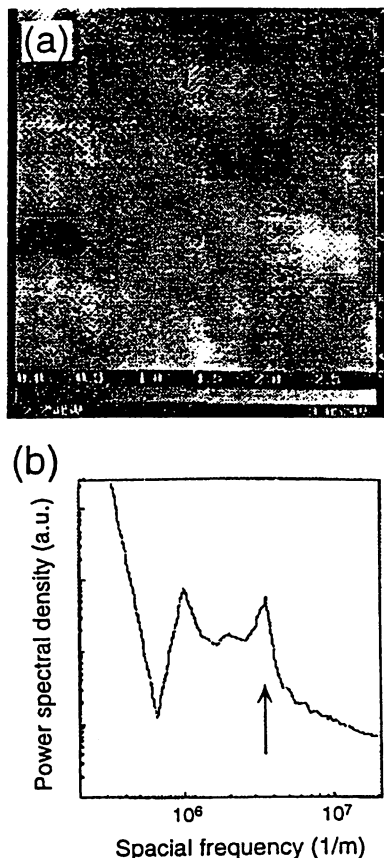 (a)
0.0 0.5 1.0 1.5 2.0 2.5
(b)
Power spectral density (a.u.)
10⁶ 10⁷
Spacial frequency (1/m)